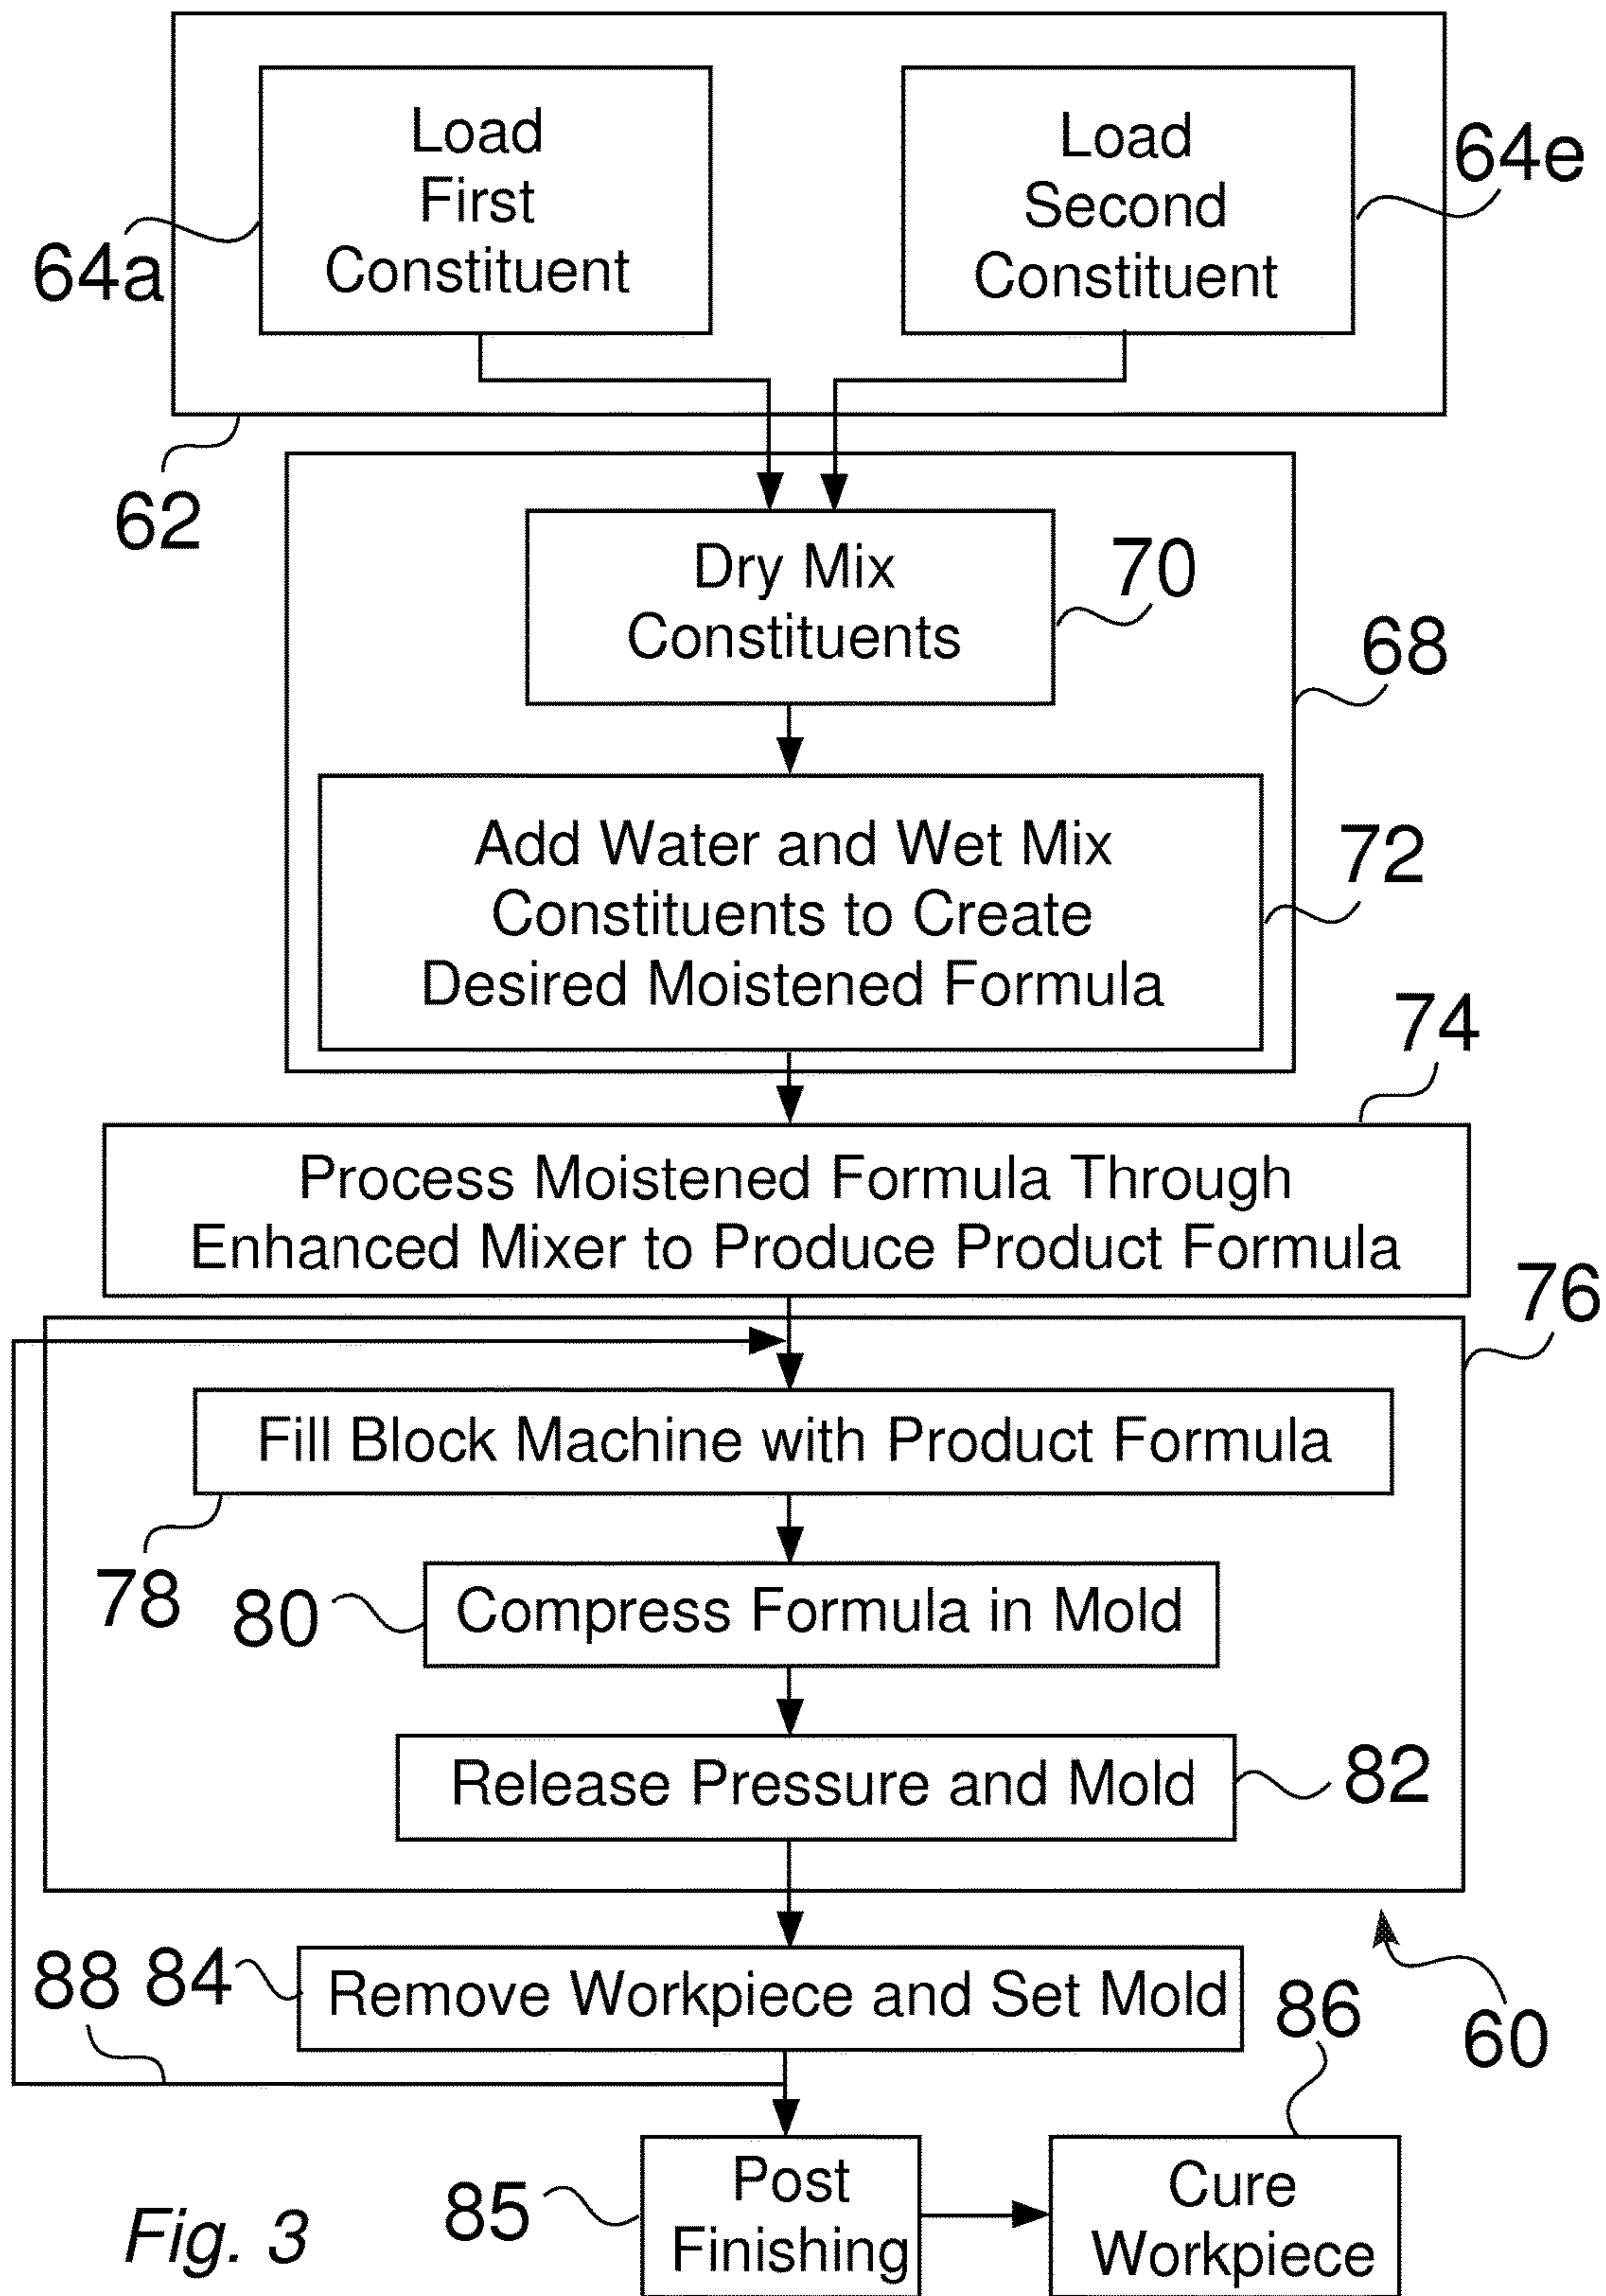 Load
First
Constituent
Load
Second
Constituent
64e
64a
62
Dry Mix
Constituents
70
68
Add Water and Wet Mix
Constituents to Create
Desired Moistened Formula
72
74
Process Moistened Formula Through
Enhanced Mixer to Produce Product Formula
76
Fill Block Machine with Product Formula
78
80
Compress Formula in Mold
Release Pressure and Mold
82
88
84
Remove Workpiece and Set Mold
86
60
85
Post
Finishing
Cure
Workpiece
Fig. 3